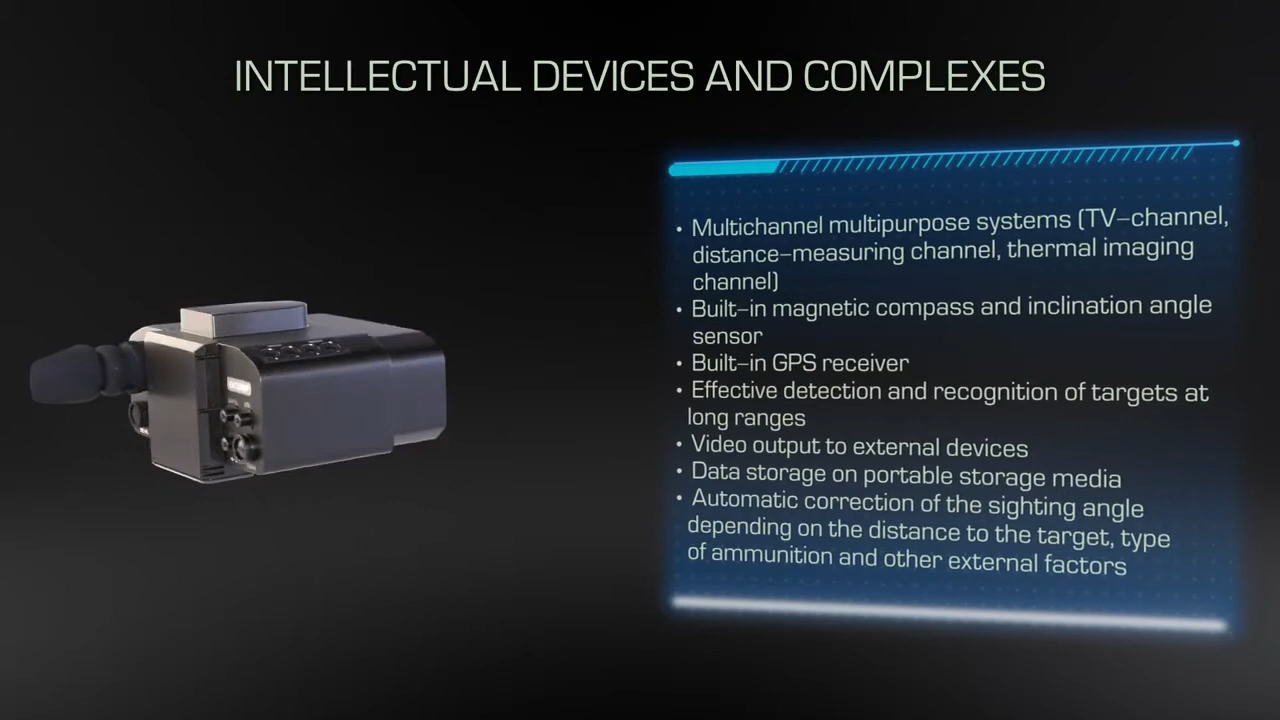 INTELLECTUAL DEVICES AND COMPLEXES
• Multichannel multipurpose systems (TV-channel,
distance-measuring channel, thermal imaging
channel)
• Built-in magnetic compass and inclination angle
sensor
• Built-in GPS receiver
• Effective detection and recognition of targets at
long ranges
• Video output to external devices
• Data storage on portable storage media
• Automatic correction of the sighting angle
depending on the distance to the target, type
of ammunition and other external factors